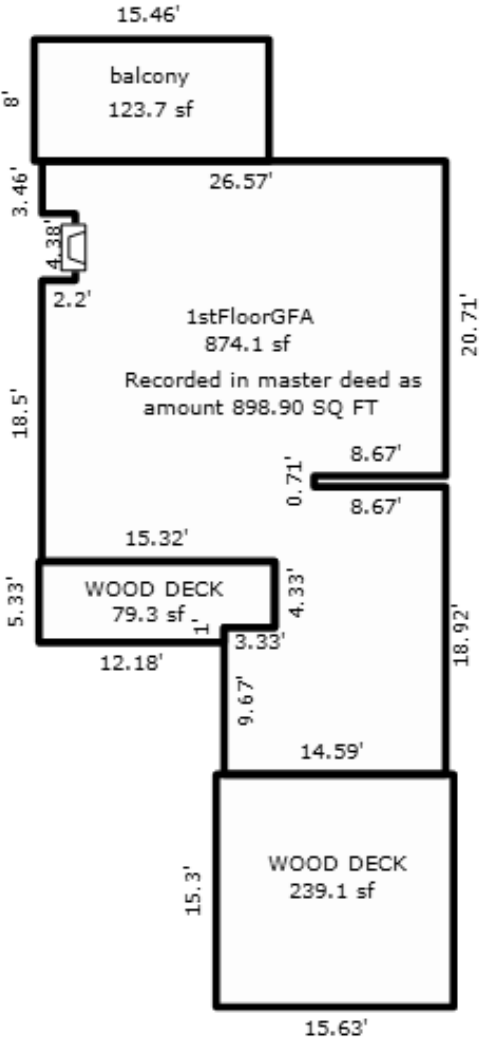 15.46'
balcony
8'
123.7 sf
3.46'
26.57'
4.38'
2.2'
1stFloorGFA
20.71'
874.1 sf
Recorded in master deed as
amount 898.90 SQ FT
18.5'
8.67'
0.71'
8.67'
15.32'
WOOD DECK
5.33'
79.3 sf
4.33'
1'
3.33'
18.92'
12.18'
9.67'
14.59'
WOOD DECK
15.3'
239.1 sf
15.63'